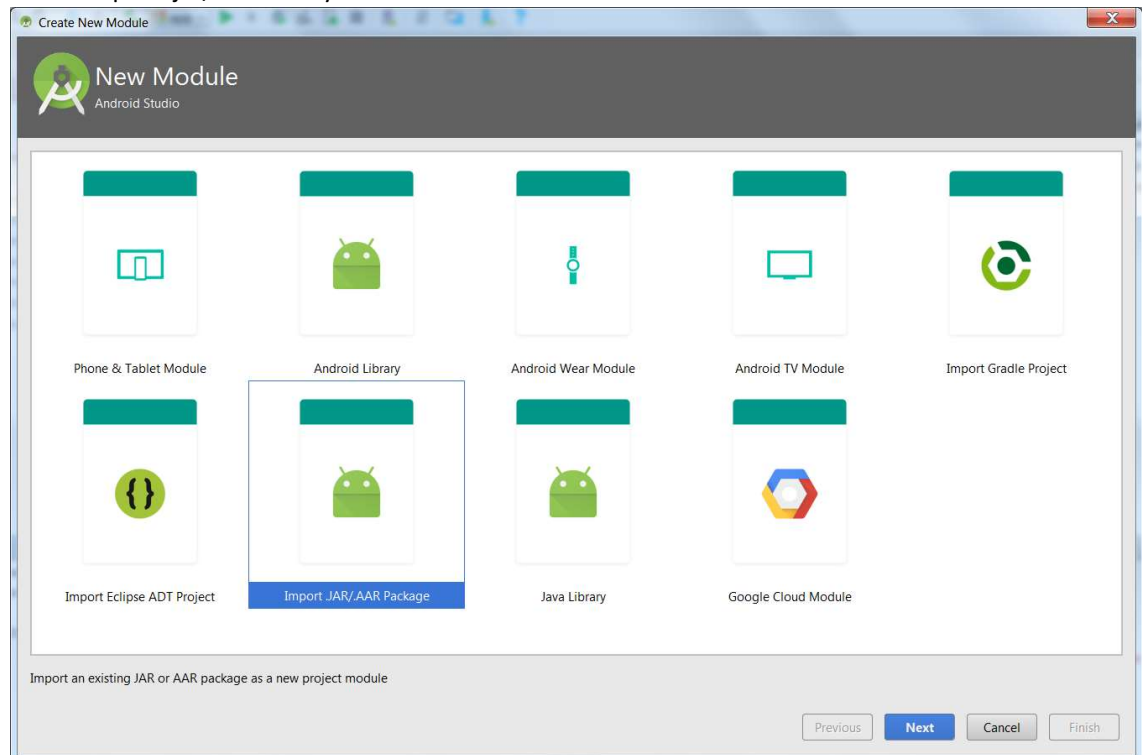 Create New Module
New Module
Android Studio
Phone & Tablet Module
Android Library
Android Wear Module
Android TV Module
Import Gradle Project
Import Eclipse ADT Project
Import .JAR/.AAR Package
Java Library
Google Cloud Module
Import an existing JAR or AAR package as a new project module
Previous
Next
Cancel
Finish